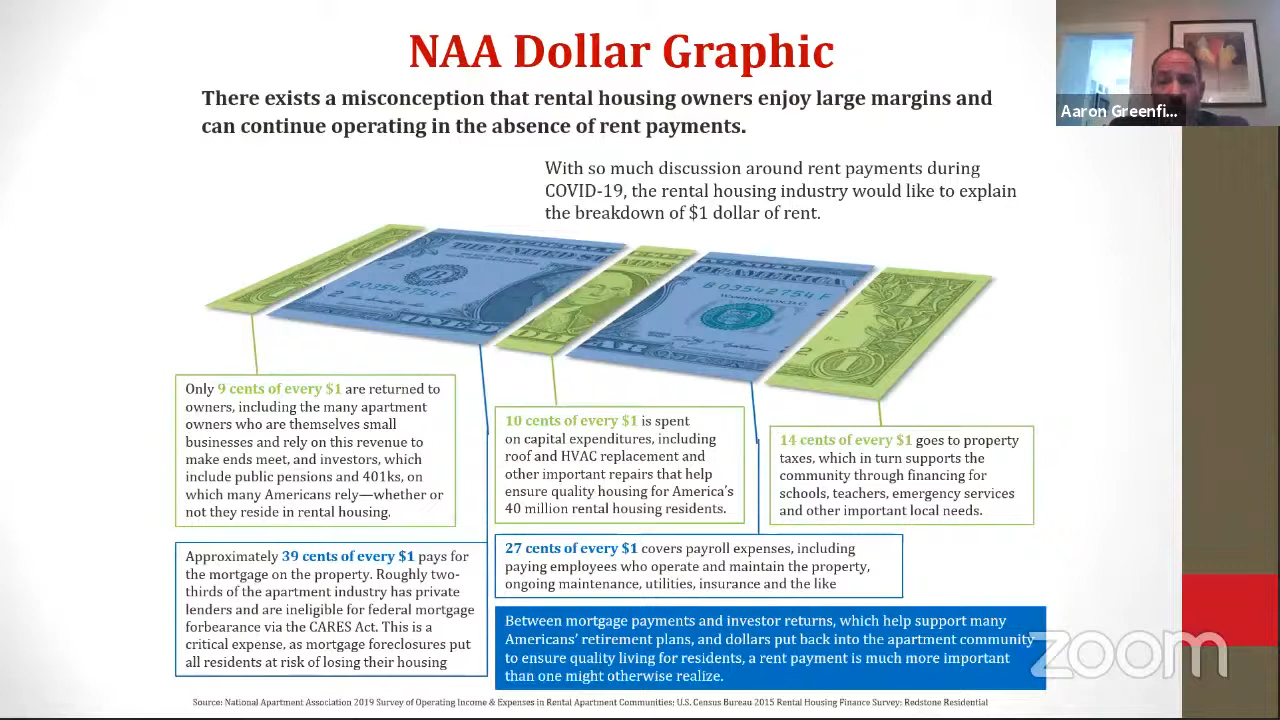 NAA Dollar Graphic
There exists a misconception that rental housing owners enjoy large margins and
can continue operating in the absence of rent payments.
With so much discussion around rent payments during
COVID-19, the rental housing industry would like to explain
the breakdown of $1 dollar of rent.
Aaron Greenfi...
THE UNITED STATES
OF AMERICA
B 03542754 F
B 03542754 F
WASHINGTON, D.C.
Only 9 cents of every $1 are returned to
owners, including the many apartment
owners who are themselves small
businesses and rely on this revenue to
make ends meet, and investors, which
include public pensions and 401ks, on
which many Americans rely—whether or
not they reside in rental housing.
Approximately 39 cents of every $1 pays for
the mortgage on the property. Roughly two-
thirds of the apartment industry has private
lenders and are ineligible for federal mortgage
forbearance via the CARES Act. This is a
critical expense, as mortgage foreclosures put
all residents at risk of losing their housing
10 cents of every $1 is spent
on capital expenditures, including
roof and HVAC replacement and
other important repairs that help
ensure quality housing for America's
40 million rental housing residents.
14 cents of every $1 goes to property
taxes, which in turn supports the
community through financing for
schools, teachers, emergency services
and other important local needs.
27 cents of every $1 covers payroll expenses, including
paying employees who operate and maintain the property,
ongoing maintenance, utilities, insurance and the like
Between mortgage payments and investor returns, which help support many
Americans' retirement plans, and dollars put back into the apartment community
to ensure quality living for residents, a rent payment is much more important
than one might otherwise realize.
zoom
Source: National Apartment Association 2019 Survey of Operating Income & Expenses in Rental Apartment Communities; U.S. Census Bureau 2015 Rental Housing Finance Survey; Redstone Residential